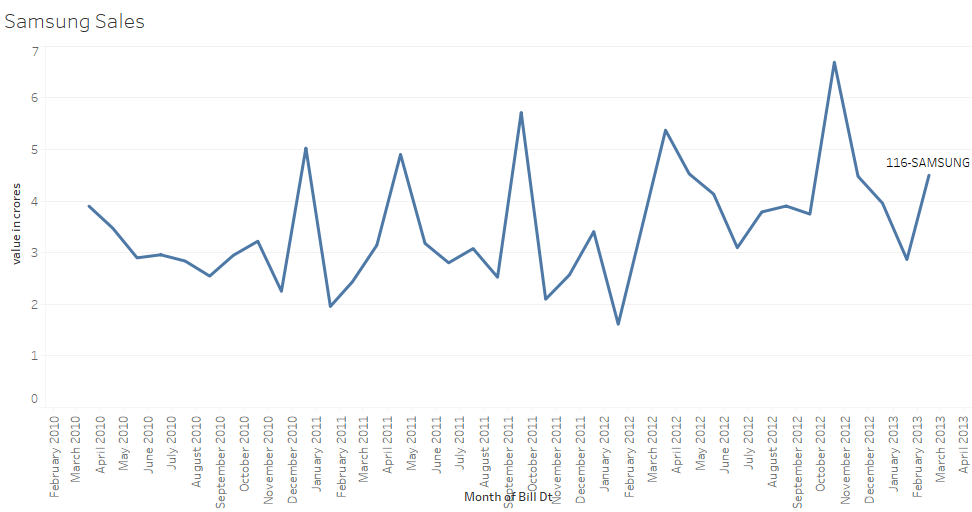 Samsung Sales
7
6
5
4
3
2
1
0
value in crores
116-SAMSUNG
February 2010
March 2010
April 2010
May 2010
June 2010
July 2010
August 2010
September 2010
October 2010
November 2010
December 2010
January 2011
February 2011
March 2011
April 2011
May 2011
June 2011
July 2011
August 2011
September 2011
October 2011
November 2011
December 2011
January 2012
February 2012
March 2012
April 2012
May 2012
June 2012
July 2012
August 2012
September 2012
October 2012
November 2012
December 2012
January 2013
February 2013
March 2013
April 2013
Month of Bill Dt